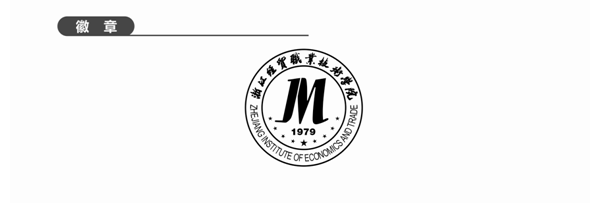 徽 章
浙江经贸职业技术学院
JM
1979
ZHEJIANG INSTITUTE OF ECONOMICS AND TRADE